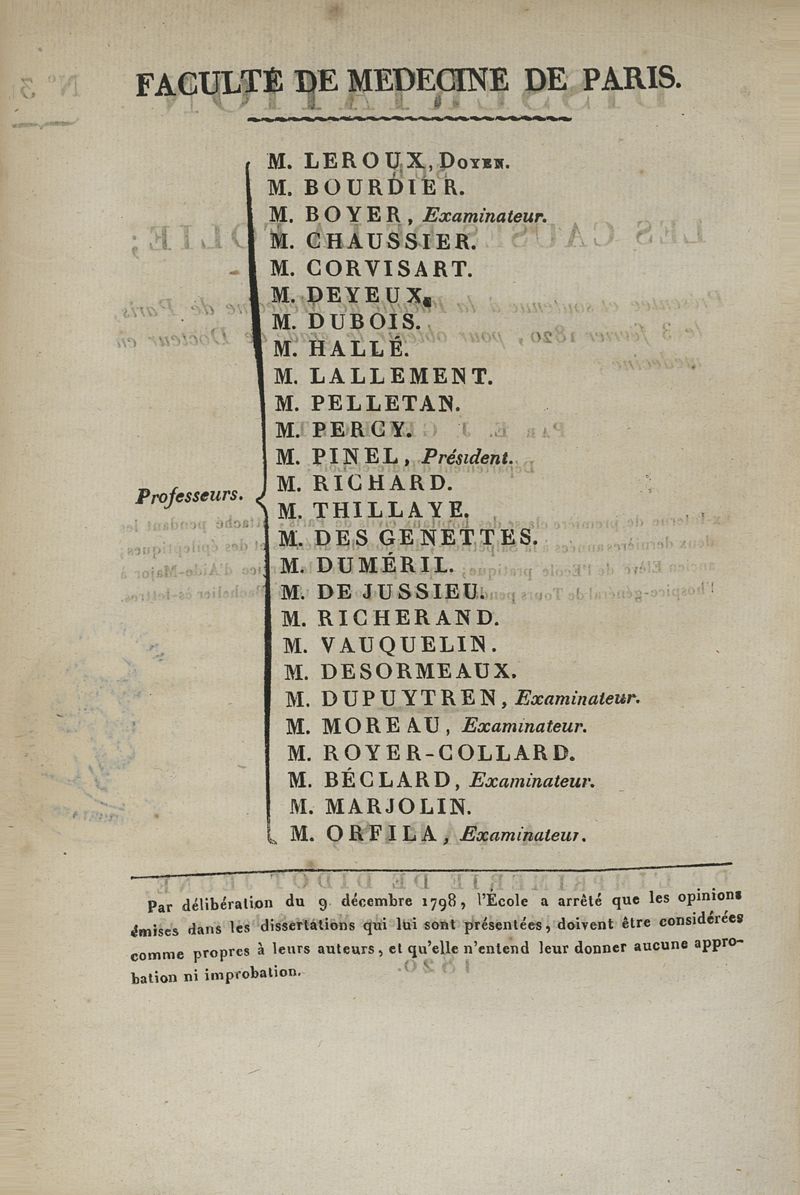 FACULTÉ DE MEDECINE DE PARIS.
M. LEROUX, DOYEN.
M. BOURDIER.
M. BOYER, Examinateur.
M. CHAUSSIER.
M. CORVISART.
M. DEYEUX.
M. DUBOIS.
M. HALLÉ.
M. LALLEMENT.
M. PELLETAN.
M. PERCY.
M. PINEL, Président.
Professeurs.
M. RICHARD.
M. THILLAYE.
M. DES GENETTES.
M. DUMÉRIL.
M. DE JUSSIEU.
M. RICHERAND.
M. VAUQUELIN.
M. DESORMEAUX.
M. DUPUYTREN, Examinateur.
M. MOREAU, Examinateur.
M. ROYER-COLLARD.
M. BÉCLARD, Examinateur.
M. MARJOLIN.
M. ORFILA, Examinateur.
Par délibération du 9 décembre 1798, l'École a arrêté que les opinions
émises dans les dissertations qui lui sont présentées, doivent être considérées
comme propres à leurs auteurs, et qu'elle n'entend leur donner aucune appro-
bation ni improbation.